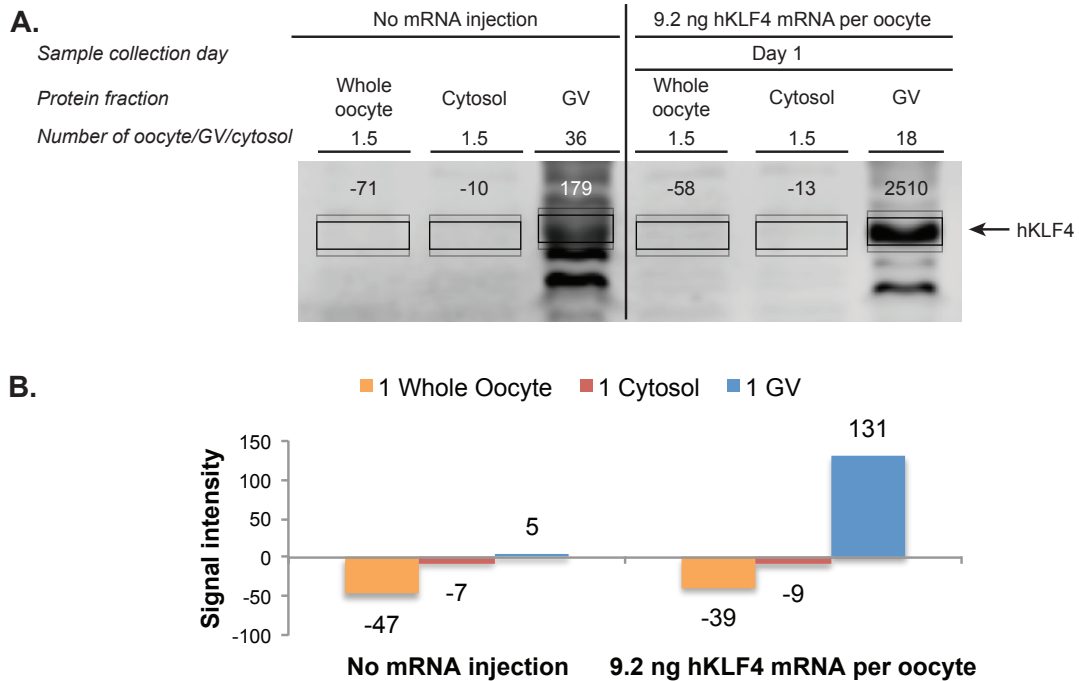 A.
No mRNA injection 9.2 ng hKLF4 mRNA per oocyte
Sample collection day Day 1
Protein fraction Whole oocyte Cytosol GV Whole oocyte Cytosol GV
Number of oocyte/GV/cytosol 1.5 1.5 36 1.5 1.5 18
-71 -10 179 -58 -13 2510
hKLF4
B.
1 Whole Oocyte 1 Cytosol 1 GV
Signal intensity
150
100
50
0
-50
-100
-47 -7 5 -39 -9 131
No mRNA injection 9.2 ng hKLF4 mRNA per oocyte